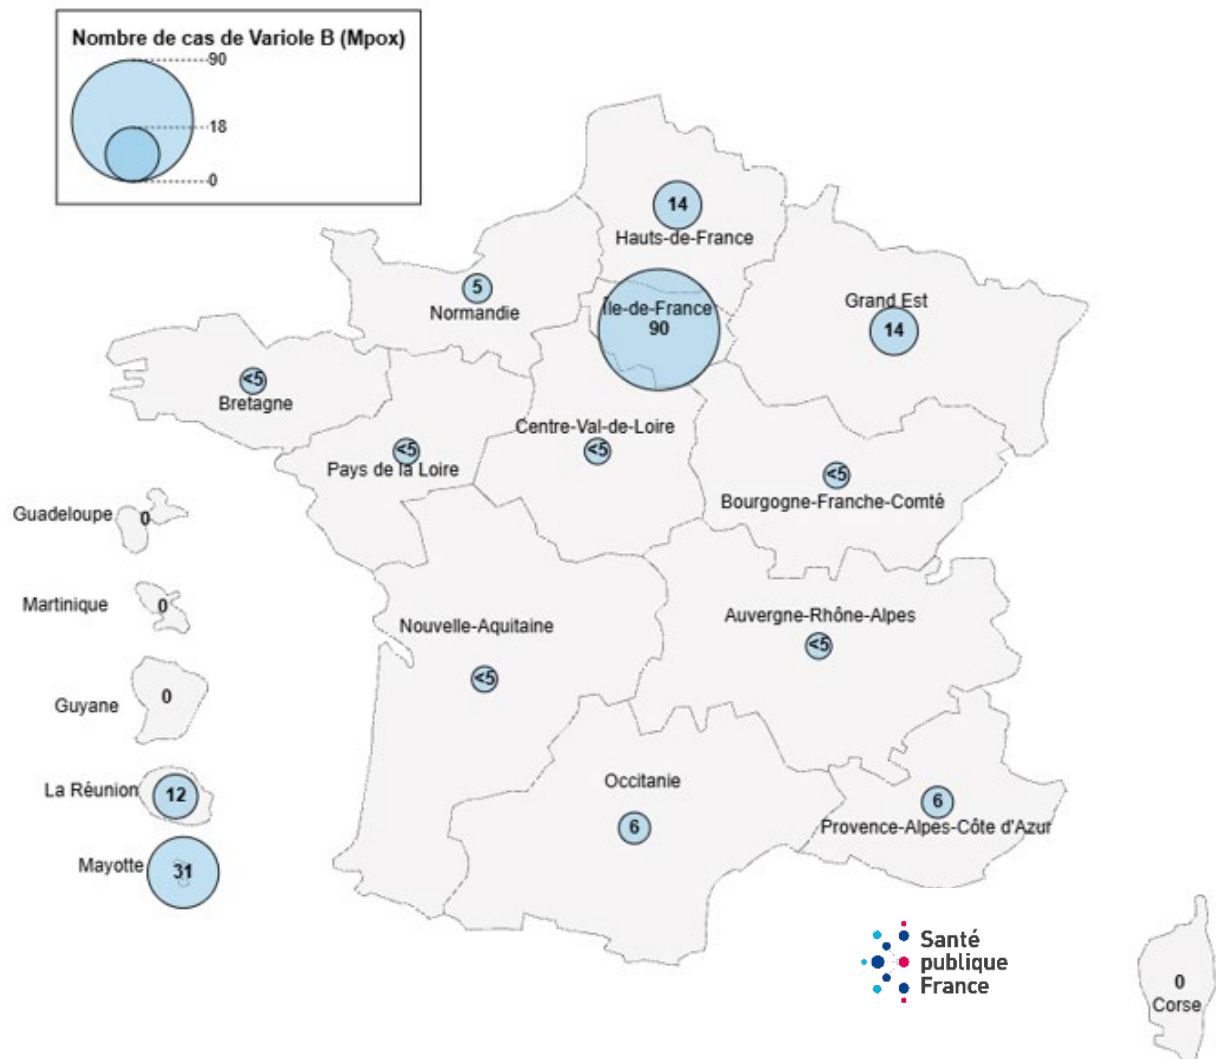 Nombre de cas de Variole B (Mpox)
90
18
0
14
Hauts-de-France
5
Normandie
Île-de-France
90
Grand Est
14
<5
Bretagne
<5
Pays de la Loire
Centre-Val-de-Loire
<5
<5
Bourgogne-Franche-Comté
Guadeloupe
0
Martinique
0
Nouvelle-Aquitaine
<5
Auvergne-Rhône-Alpes
<5
Guyane
0
La Réunion
12
Occitanie
6
6
Provence-Alpes-Côte d'Azur
Mayotte
31
Santé
publique
France
0
Corse